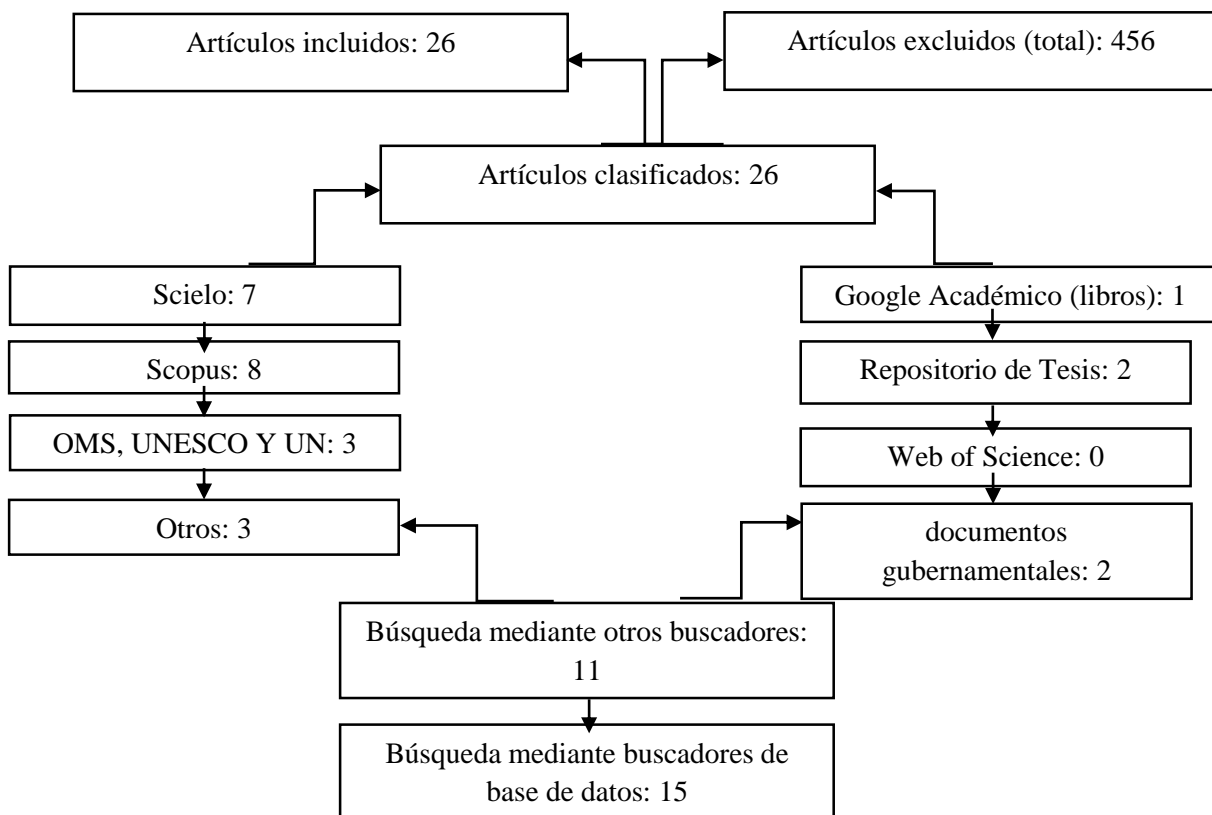 Artículos incluidos: 26
Artículos excluidos (total): 456
Artículos clasificados: 26
Scielo: 7
Google Académico (libros): 1
Scopus: 8
Repositorio de Tesis: 2
OMS, UNESCO Y UN: 3
Web of Science: 0
Otros: 3
documentos
gubernamentales: 2
Búsqueda mediante otros buscadores:
11
Búsqueda mediante buscadores de
base de datos: 15